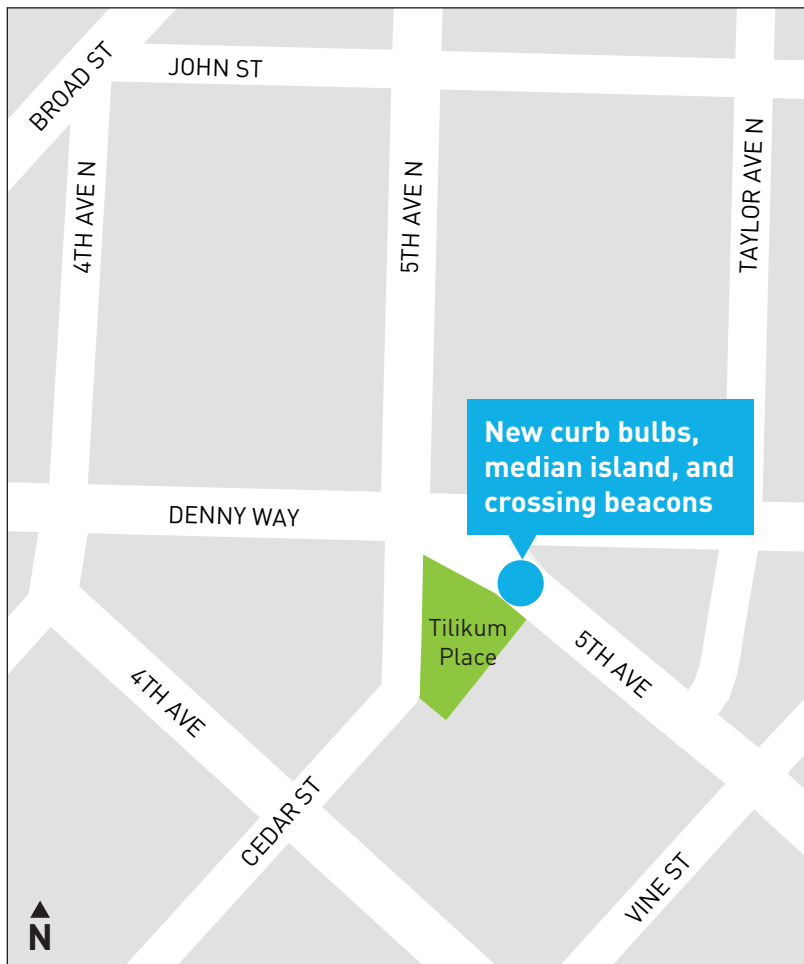 BROAD ST
JOHN ST
4TH AVE N
5TH AVE N
TAYLOR AVE N
New curb bulbs,
median island, and
crossing beacons
DENNY WAY
Tilikum
Place
5TH AVE
4TH AVE
CEDAR ST
VINE ST
N